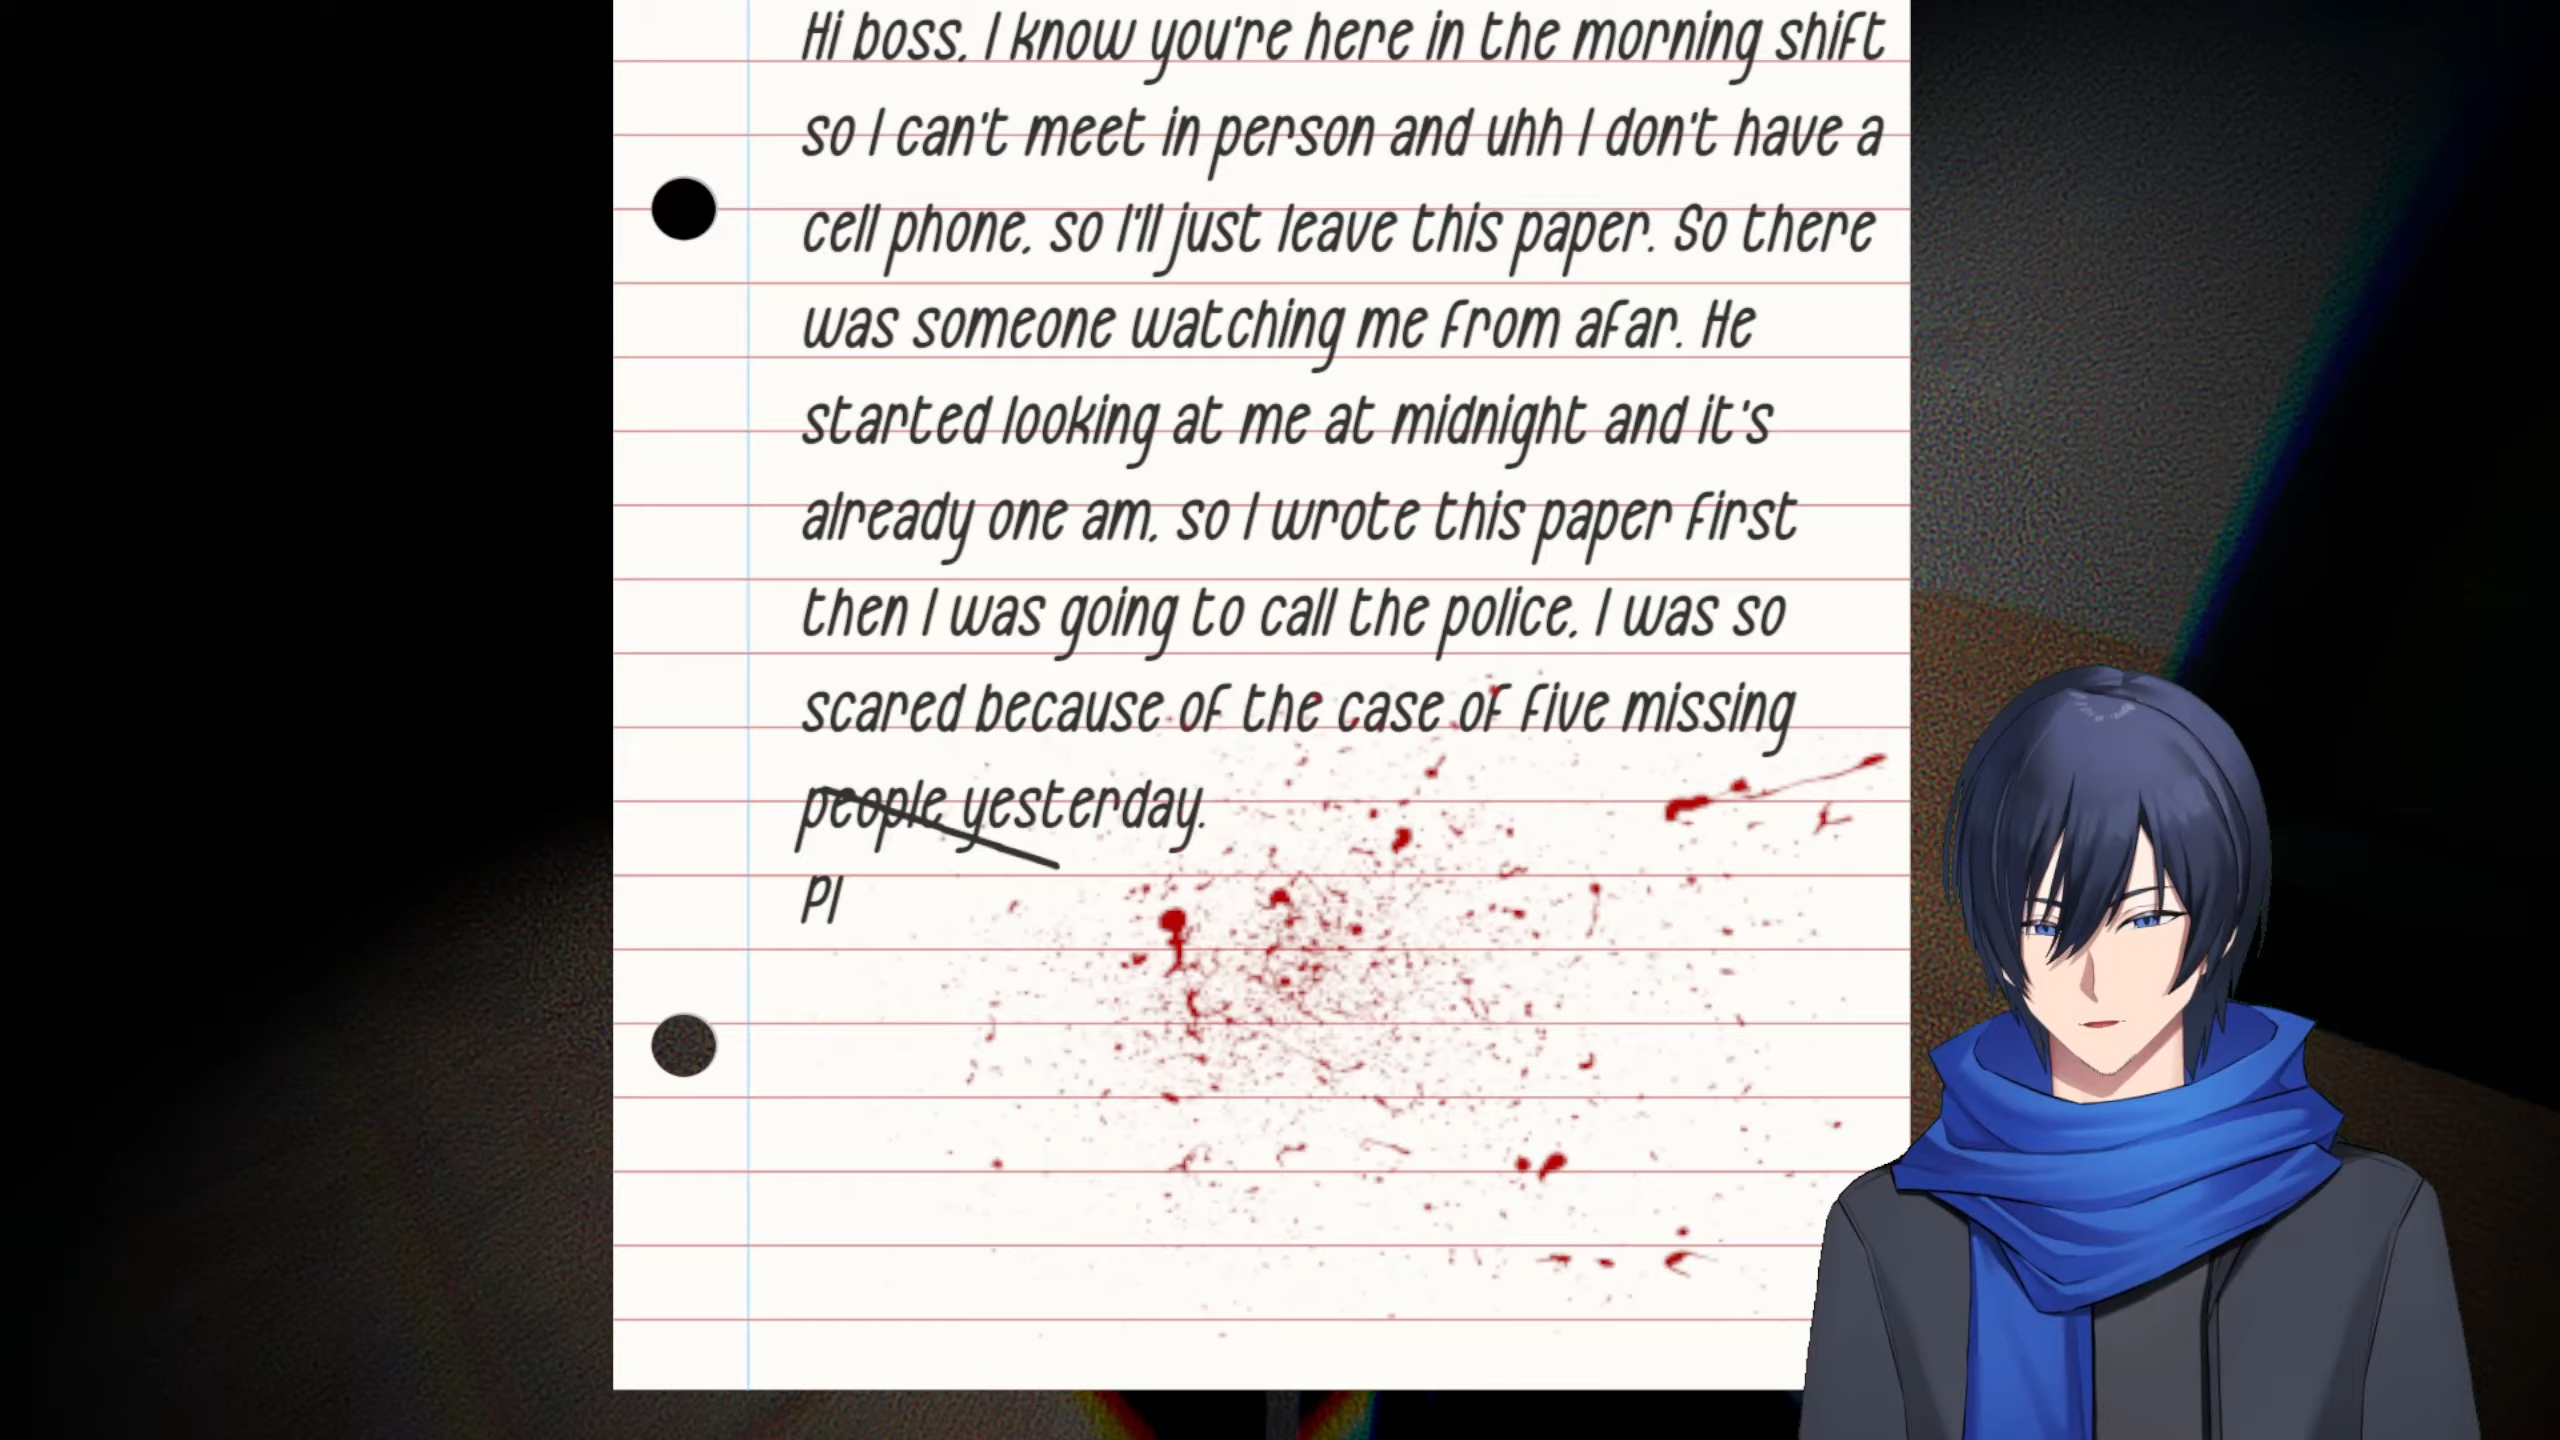 Hi boss, I know you're here in the morning shift
so I can't meet in person and uhh I don't have a
cell phone, so I'll just leave this paper. So there
was someone watching me from afar. He
started looking at me at midnight and it's
already one am, so I wrote this paper first
then I was going to call the police, I was so
scared because of the case of five missing
people yesterday.
Pl